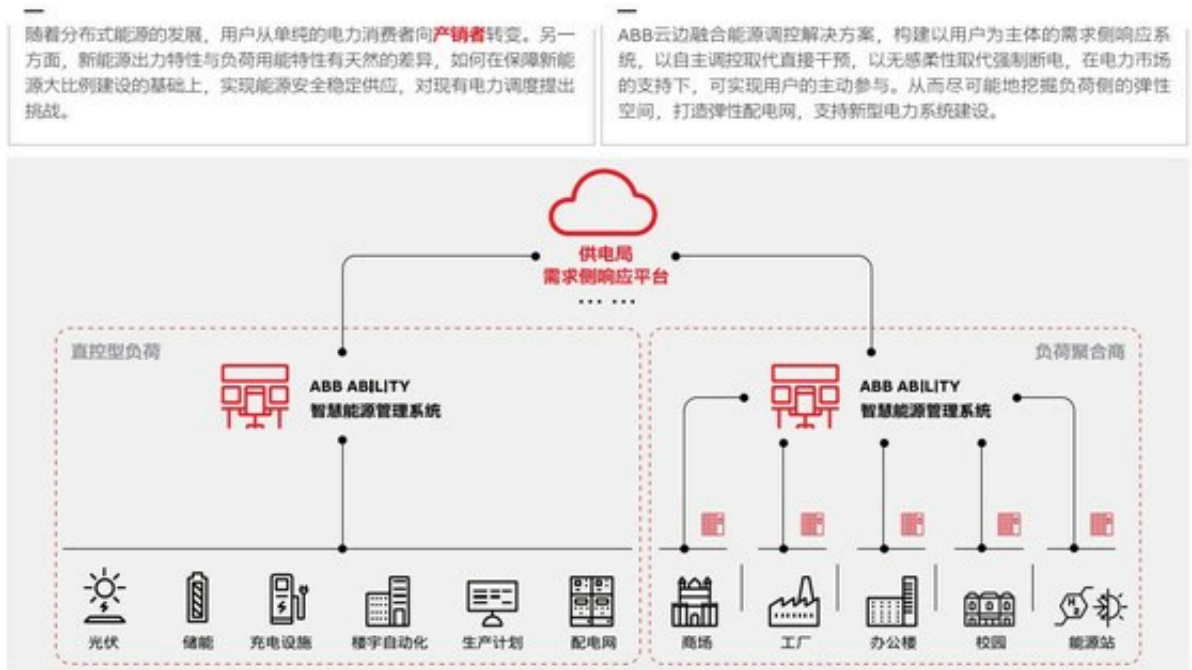 随着分布式能源的发展，用户从单纯的电力消费者向产销者转变。另一
方面，新能源出力特性与负荷用能特性有天然的差异，如何在保障新能
源大比例建设的基础上，实现能源安全稳定供应，对现有电力调度提出
挑战。
ABB云边融合能源调控解决方案，构建以用户为主体的需求侧响应系
统，以自主调控取代直接干预，以无感柔性取代强制断电，在电力市场
的支持下，可实现用户的主动参与。从而尽可能地挖掘负荷侧的弹性
空间，打造弹性配电网，支持新型电力系统建设。
供电局
需求侧响应平台
... ...
直控型负荷
ABB ABILITY
智慧能源管理系统
光伏
储能
充电设施
楼宇自动化
生产计划
配电网
负荷聚合商
ABB ABILITY
智慧能源管理系统
商场
工厂
办公楼
校园
H₂
能源站